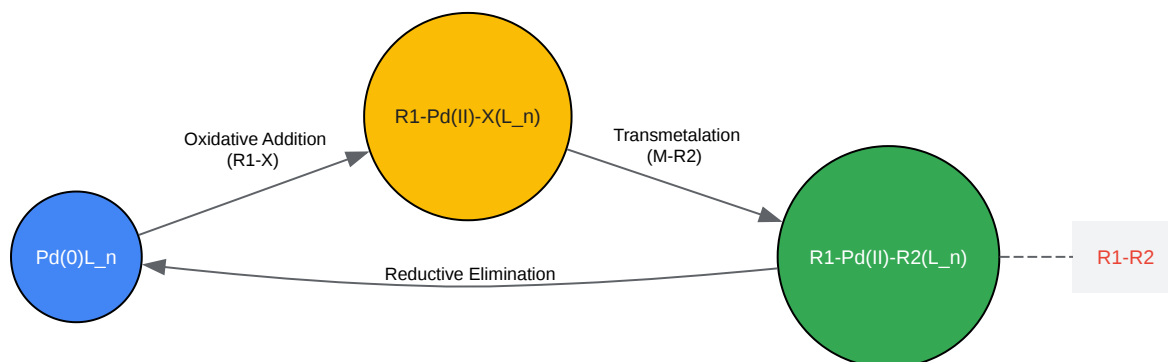 R1-Pd(II)-X(L_n)
Oxidative Addition
(R1-X)
Transmetalation
(M-R2)
Pd(0)L_n
Reductive Elimination
R1-Pd(II)-R2(L_n)
R1-R2